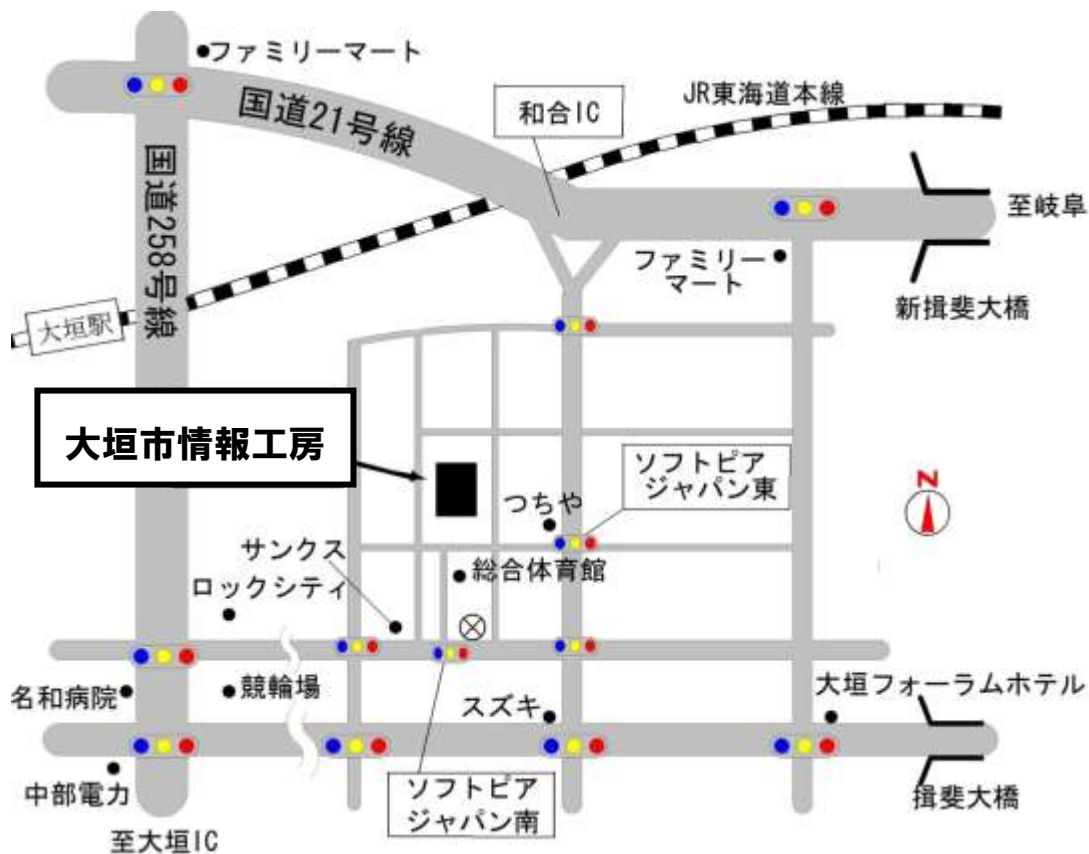 ファミリーマート
国道21号線
和合IC
JR東海道本線
国道258号線
至岐阜
ファミリー
マート
新揖斐大橋
大垣駅
大垣市情報工房
ソフトピア
ジャパン東
N
つちや
サンクス
総合体育館
ロックシティ
名和病院
競輪場
スズキ
大垣フォーラムホテル
中部電力
ソフトピア
ジャパン南
揖斐大橋
至大垣IC